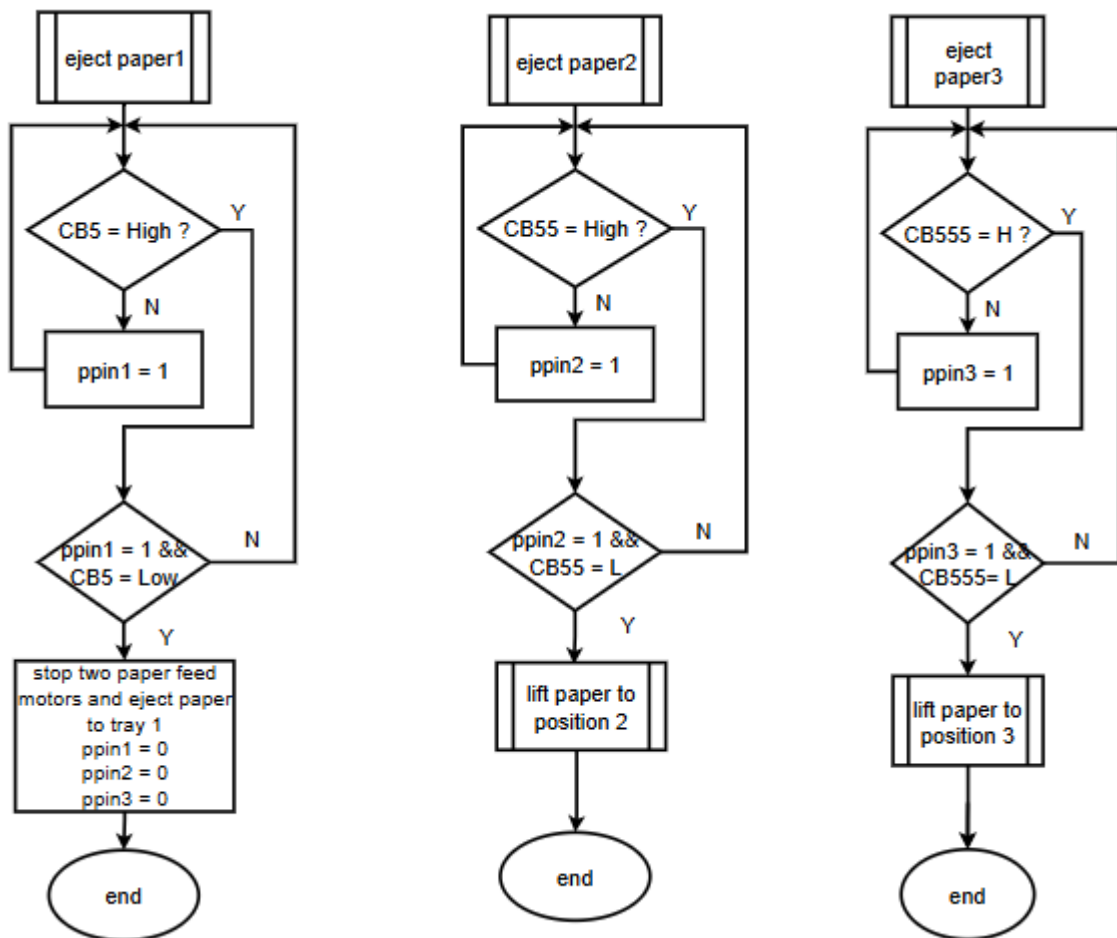 eject paper1
CB5 = High ?
Y
N
ppin1 = 1
ppin1 = 1 &&
CB5 = Low
N
Y
stop two paper feed
motors and eject paper
to tray 1
ppin1 = 0
ppin2 = 0
ppin3 = 0
end
eject paper2
CB55 = High ?
Y
N
ppin2 = 1
ppin2 = 1 &&
CB55 = L
N
Y
lift paper to
position 2
end
eject
paper3
CB555 = H ?
Y
N
ppin3 = 1
ppin3 = 1 &&
CB555= L
N
Y
lift paper to
position 3
end